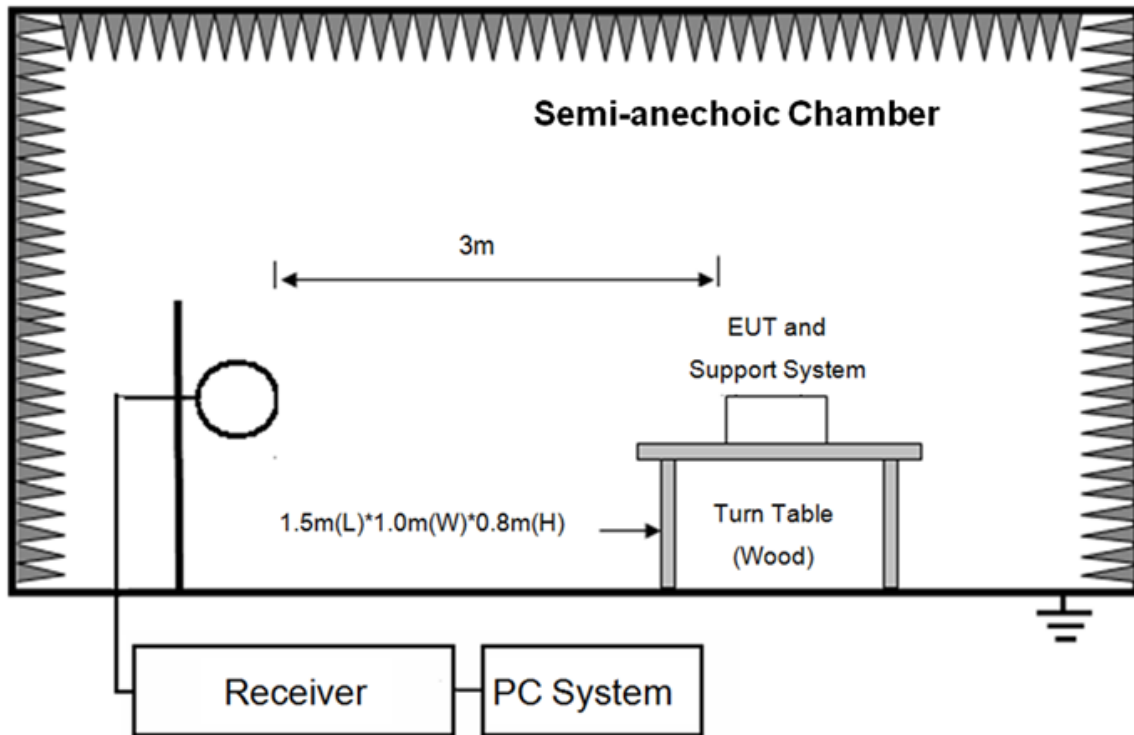 Semi-anechoic Chamber
3m
EUT and
Support System
1.5m(L)*1.0m(W)*0.8m(H)
Turn Table
(Wood)
Receiver
PC System